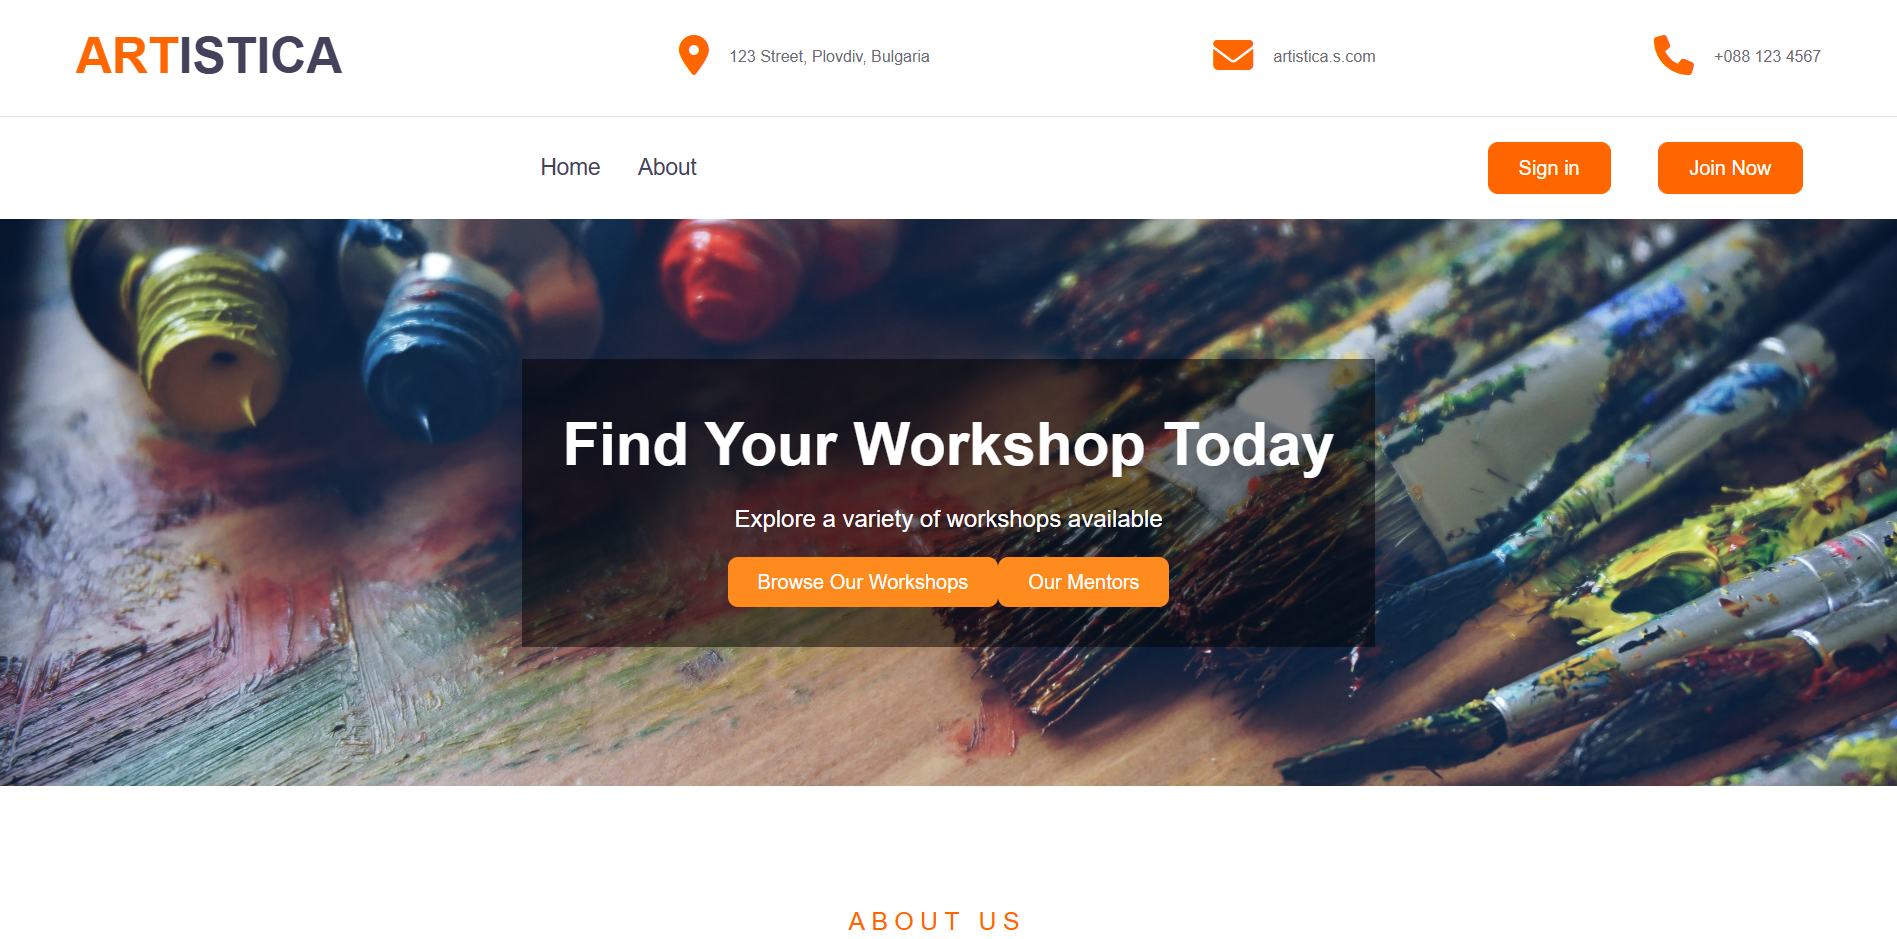 ARTISTICA
123 Street, Plovdiv, Bulgaria
artistica.s.com
+088 123 4567
Home About
Sign in
Join Now
Find Your Workshop Today
Explore a variety of workshops available
Browse Our Workshops
Our Mentors
ABOUT US